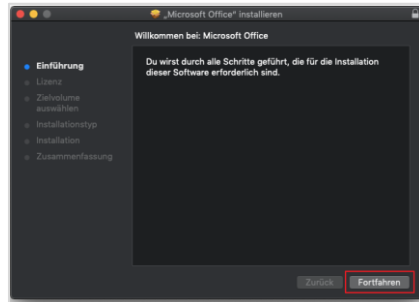 „Microsoft Office“ installieren
Willkommen bei: Microsoft Office
Einführung
Lizenz
Zielvolume
auswählen
Installationstyp
Installation
Zusammenfassung
Du wirst durch alle Schritte geführt, die für die Installation
dieser Software erforderlich sind.
Zurück
Fortfahren